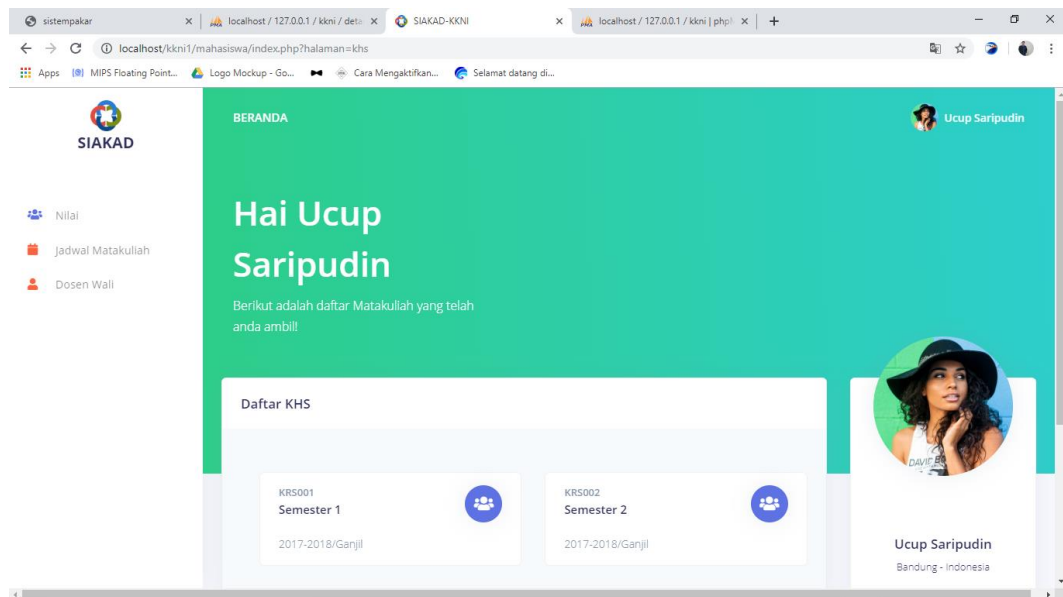 sistempakar
localhost / 127.0.0.1 / kkni / deta
SIAKAD-KKNI
localhost / 127.0.0.1 / kkni | php
localhost/kkni1/mahasiswa/index.php?halaman=khs
Apps
MIPS Floating Point...
Logo Mockup - Go...
Cara Mengaktifkan...
Selamat datang di...
SIAKAD
BERANDA
Ucup Saripudin
Nilai
Jadwal Matakuliah
Dosen Wali
Hai Ucup
Saripudin
Berikut adalah daftar Matakuliah yang telah
anda ambil!
Daftar KHS
KRS001
Semester 1
2017-2018/Ganjil
KRS002
Semester 2
2017-2018/Ganjil
DAVID
Ucup Saripudin
Bandung - Indonesia